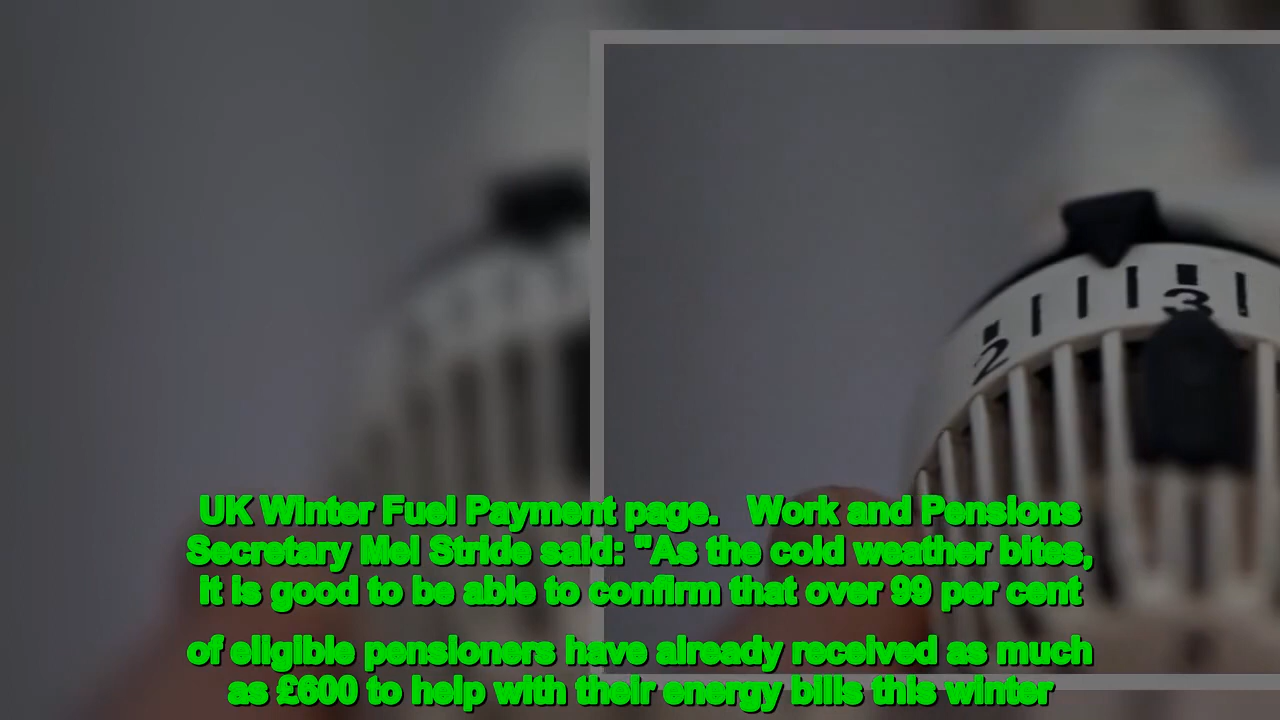 2
3
UK Winter Fuel Payment page. Work and Pensions
Secretary Mel Stride said: "As the cold weather bites,
it is good to be able to confirm that over 99 per cent
of eligible pensioners have already received as much
as £600 to help with their energy bills this winter